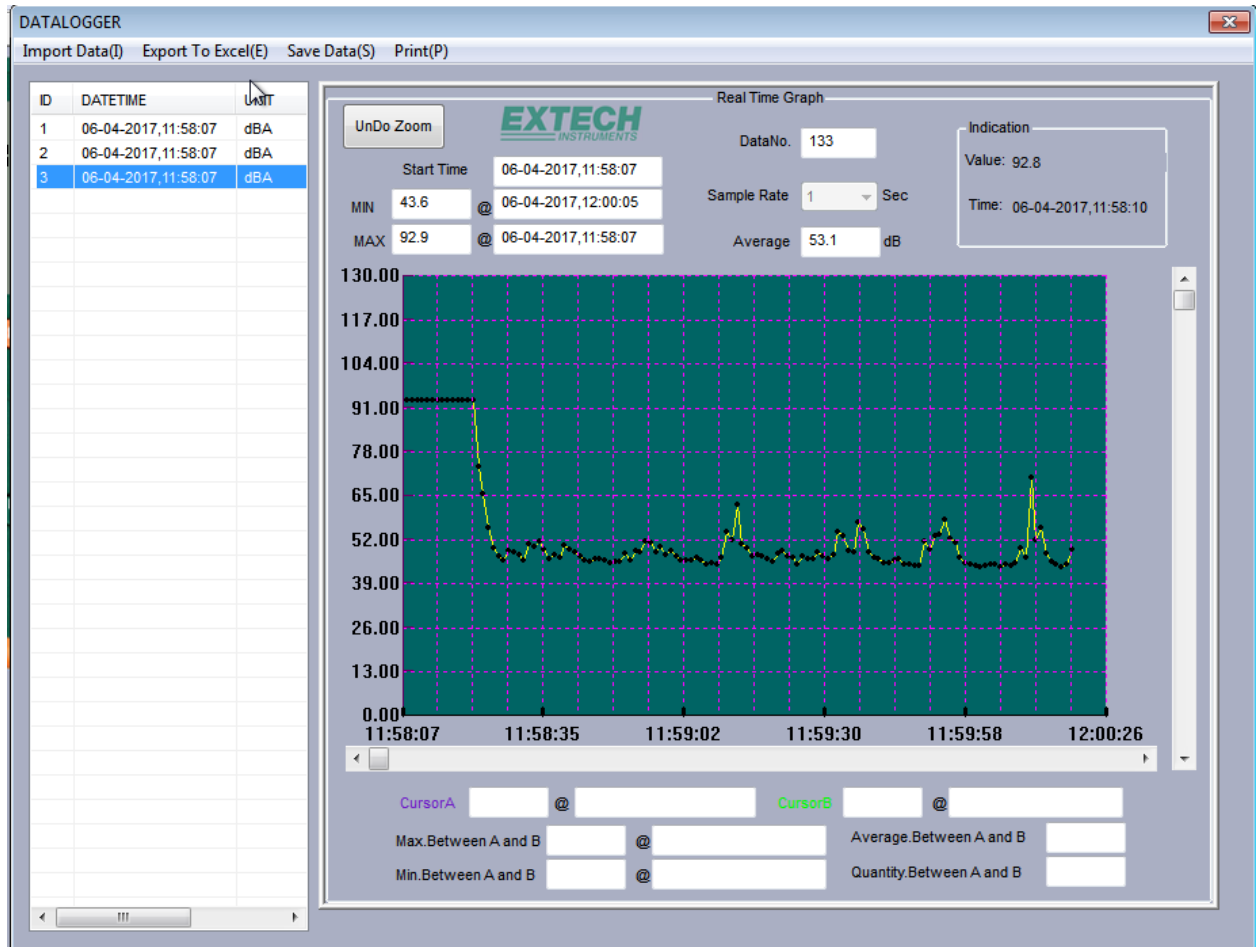 DATALOGGER
Import Data(I) Export To Excel(E) Save Data(S) Print(P)
ID DATETIME UNIT
1 06-04-2017,11:58:07 dBA
2 06-04-2017,11:58:07 dBA
3 06-04-2017,11:58:07 dBA
Real Time Graph
UnDo Zoom
EXTECH
INSTRUMENTS
DataNo. 133
Indication
Value: 92.8
Time: 06-04-2017,11:58:10
Start Time 06-04-2017,11:58:07
MIN 43.6 @ 06-04-2017,12:00:05
MAX 92.9 @ 06-04-2017,11:58:07
Sample Rate 1 Sec
Average 53.1 dB
130.00
117.00
104.00
91.00
78.00
65.00
52.00
39.00
26.00
13.00
0.00
11:58:07 11:58:35 11:59:02 11:59:30 11:59:58 12:00:26
CursorA @ CursorB @
Max.Between A and B @ Average.Between A and B
Min.Between A and B @ Quantity.Between A and B